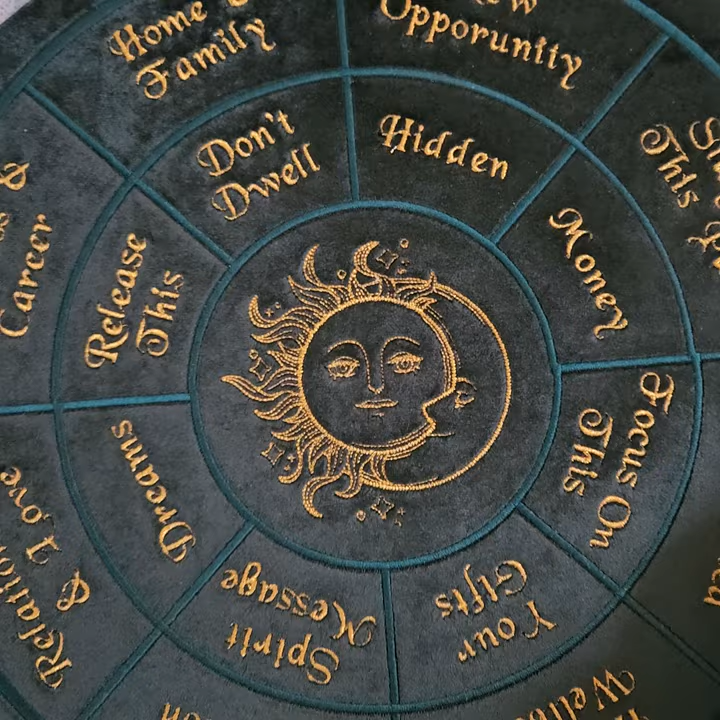 Home &
Family
Opporunity
Don't
Dwell
Hidden
Money
Focus On
This
Your
Gifts
Spirit
Message
Dreams
Release
This
This
&
Career
& Love